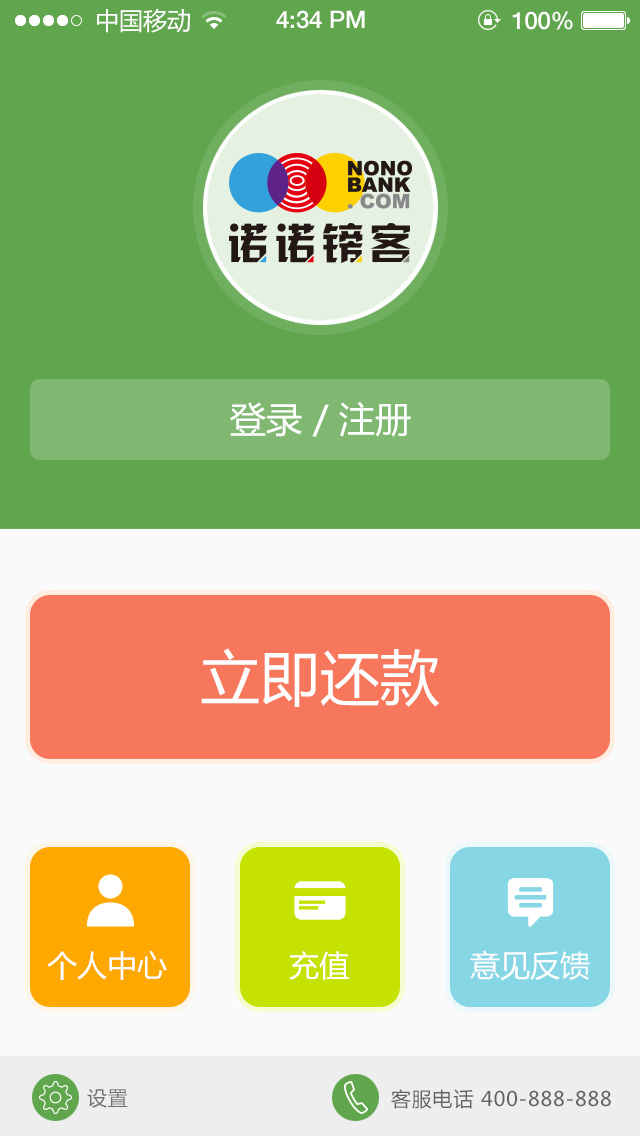 中国移动 4:34 PM 100%
NONO
BANK
.COM
诺诺镑客
登录 / 注册
立即还款
个人中心 充值 意见反馈
设置 客服电话 400-888-888